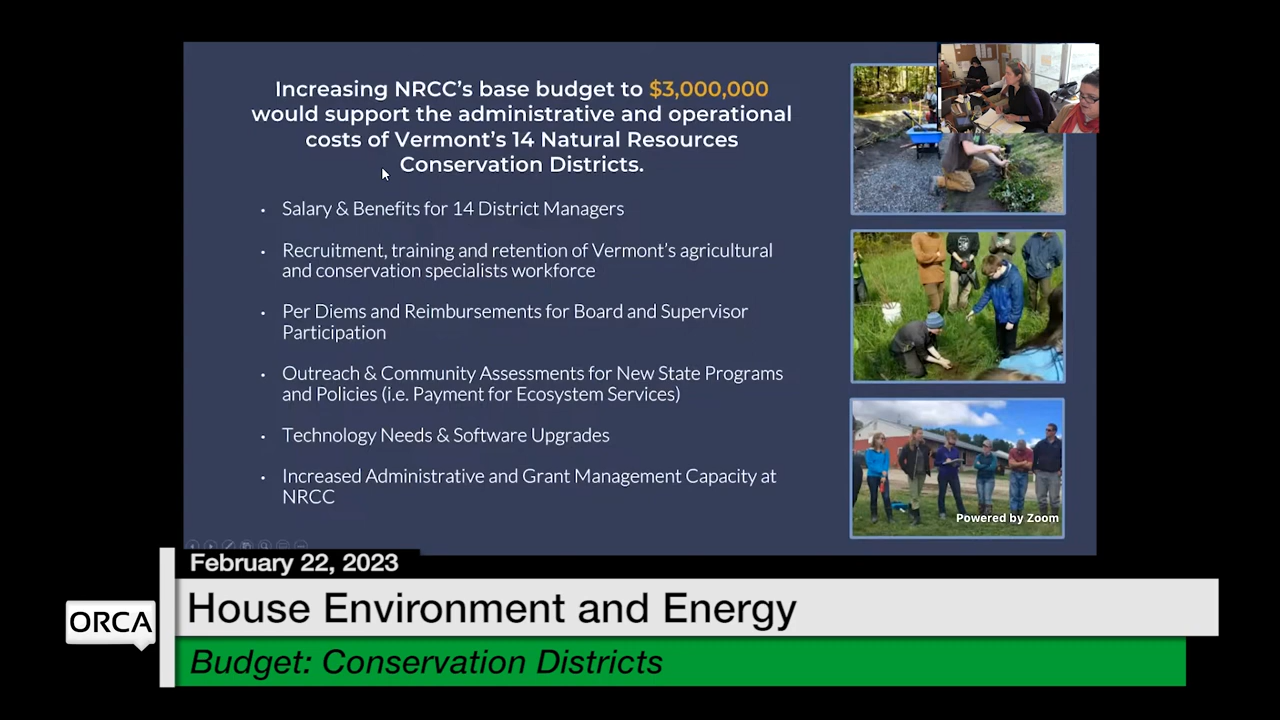 Increasing NRCC's base budget to $3,000,000
would support the administrative and operational
costs of Vermont's 14 Natural Resources
Conservation Districts.
• Salary & Benefits for 14 District Managers
• Recruitment, training and retention of Vermont's agricultural
and conservation specialists workforce
• Per Diems and Reimbursements for Board and Supervisor
Participation
• Outreach & Community Assessments for New State Programs
and Policies (i.e. Payment for Ecosystem Services)
• Technology Needs & Software Upgrades
• Increased Administrative and Grant Management Capacity at
NRCC
Powered by Zoom
February 22, 2023
House Environment and Energy
ORCA
Budget: Conservation Districts